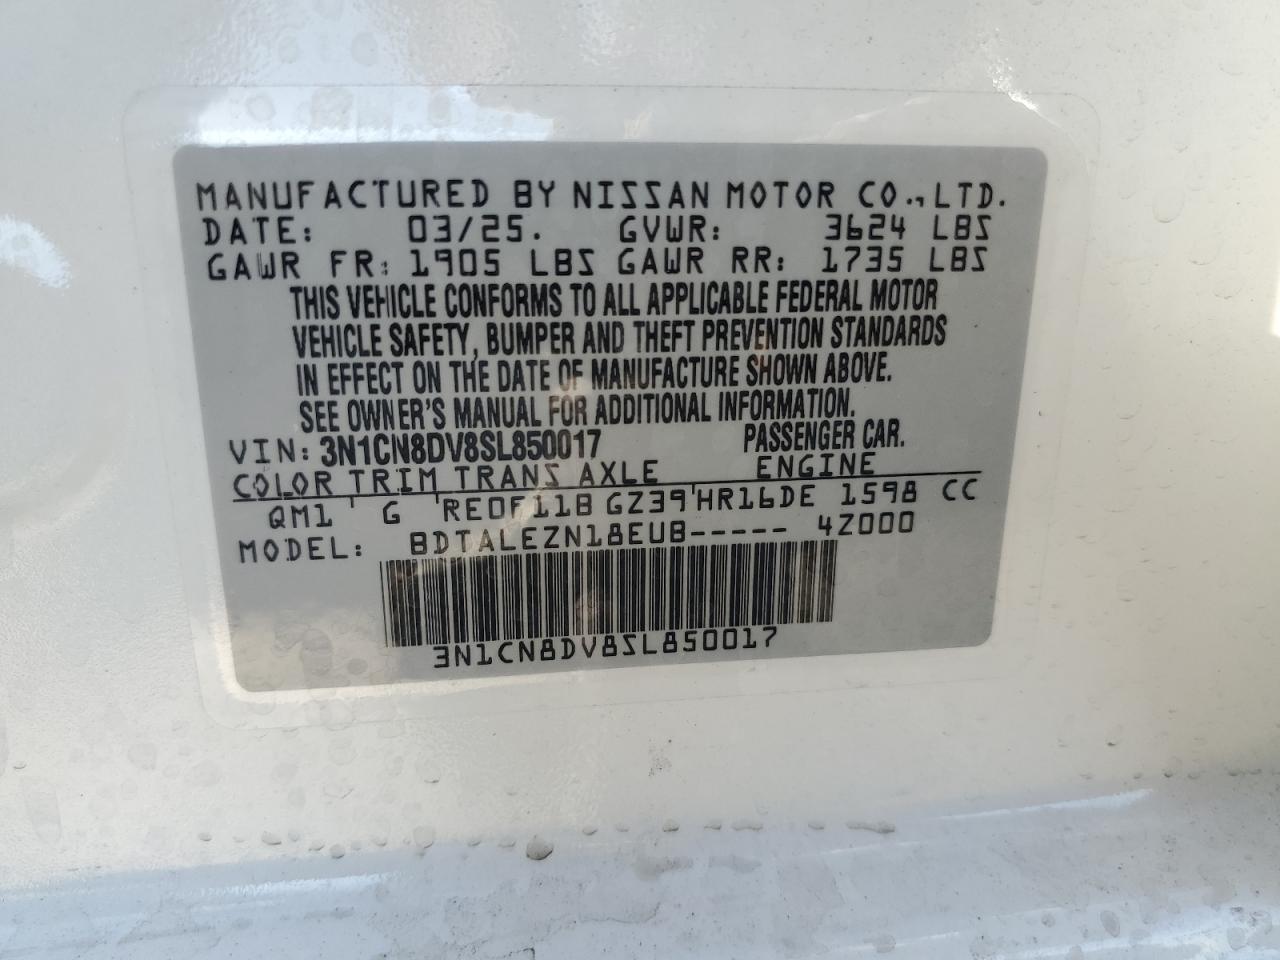 MANUFACTURED BY NISSAN MOTOR CO., LTD.
DATE: 03/25. GVWR: 3624 LBS
GAWR FR: 1905 LBS GAWR RR: 1735 LBS
THIS VEHICLE CONFORMS TO ALL APPLICABLE FEDERAL MOTOR
VEHICLE SAFETY, BUMPER AND THEFT PREVENTION STANDARDS
IN EFFECT ON THE DATE OF MANUFACTURE SHOWN ABOVE.
SEE OWNER'S MANUAL FOR ADDITIONAL INFORMATION.
VIN: 3N1CN8DV8SL850017 PASSENGER CAR.
COLOR TRIM TRANS AXLE ENGINE
QM1 G RE0F11B GZ39 HR16DE 1598 CC
MODEL: BDTALEZN18EUB----- 4Z000
3N1CN8DV8SL850017